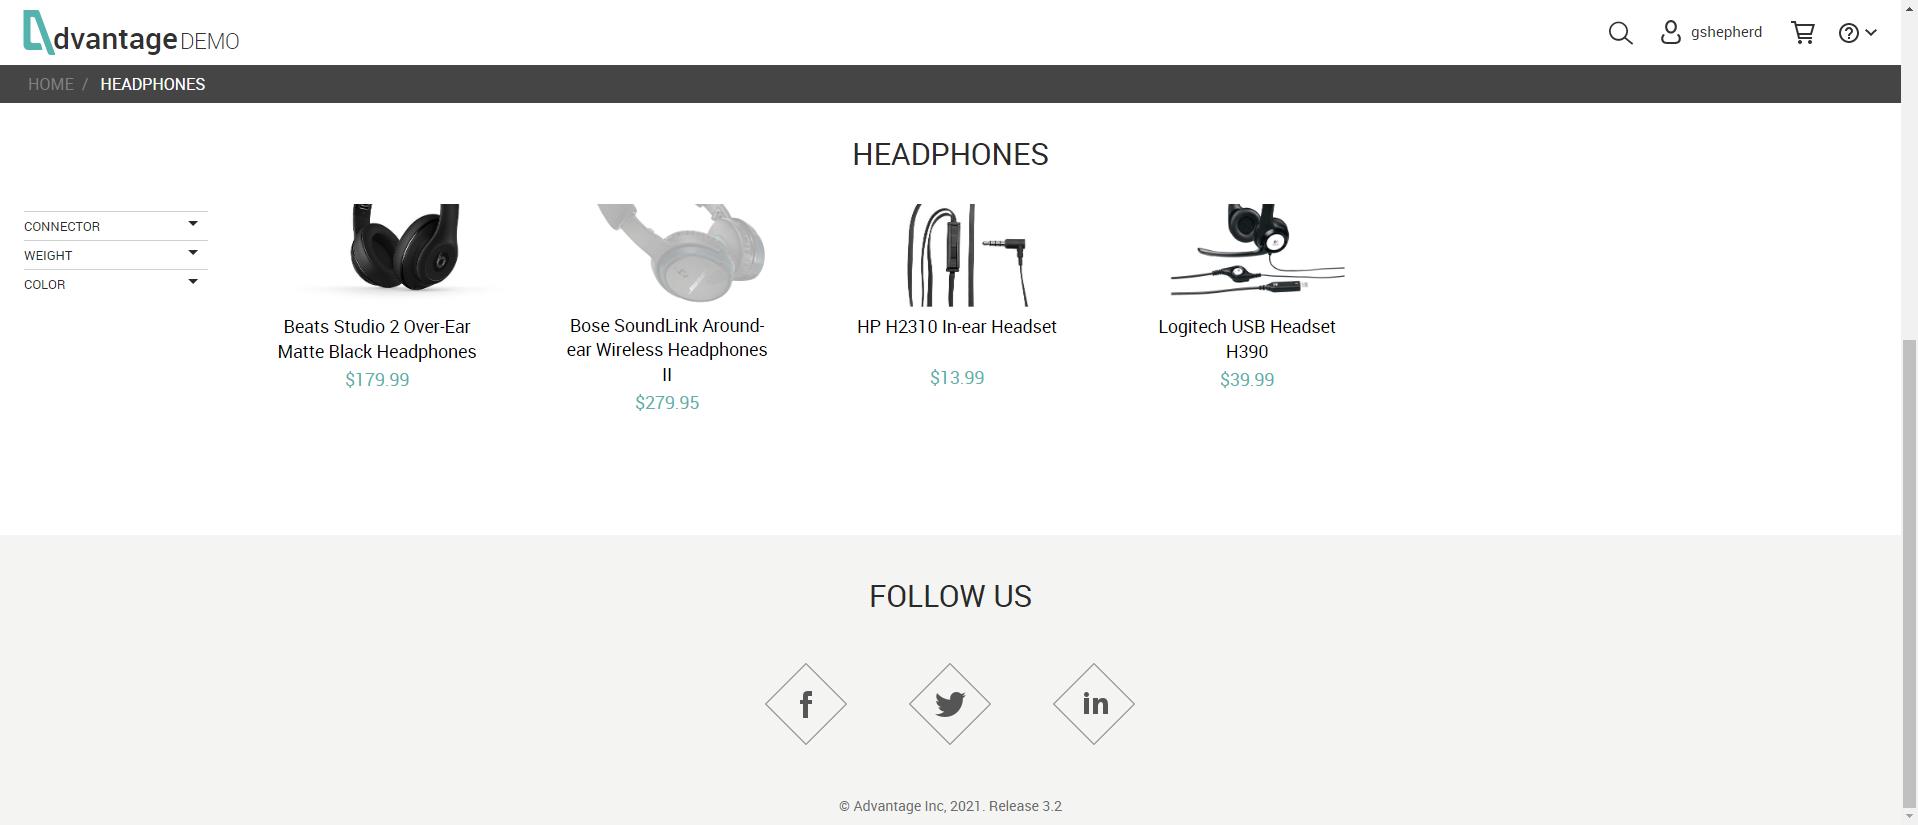 dvantage DEMO
gshepherd
HOME / HEADPHONES
HEADPHONES
CONNECTOR
WEIGHT
COLOR
Beats Studio 2 Over-Ear
Matte Black Headphones
$179.99
Bose SoundLink Around-
ear Wireless Headphones
II
$279.95
HP H2310 In-ear Headset
$13.99
Logitech USB Headset
H390
$39.99
FOLLOW US
f
in
© Advantage Inc, 2021. Release 3.2